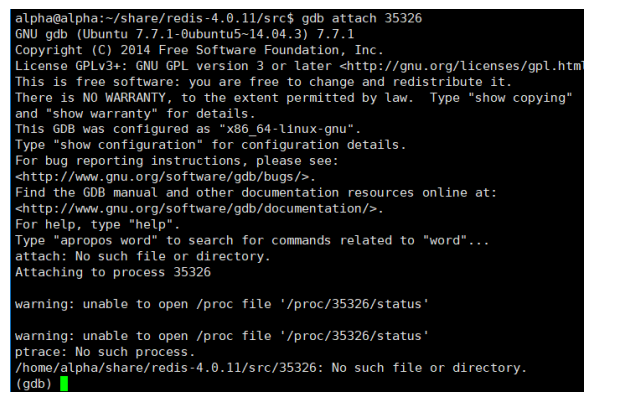 alpha@alpha:~/share/redis-4.0.11/src$ gdb attach 35326
GNU gdb (Ubuntu 7.7.1-0ubuntu5~14.04.3) 7.7.1
Copyright (C) 2014 Free Software Foundation, Inc.
License GPLv3+: GNU GPL version 3 or later <http://gnu.org/licenses/gpl.html
This is free software: you are free to change and redistribute it.
There is NO WARRANTY, to the extent permitted by law.  Type "show copying"
and "show warranty" for details.
This GDB was configured as "x86_64-linux-gnu".
Type "show configuration" for configuration details.
For bug reporting instructions, please see:
<http://www.gnu.org/software/gdb/bugs/>.
Find the GDB manual and other documentation resources online at:
<http://www.gnu.org/software/gdb/documentation/>.
For help, type "help".
Type "apropos word" to search for commands related to "word"...
attach: No such file or directory.
Attaching to process 35326
warning: unable to open /proc file '/proc/35326/status'
warning: unable to open /proc file '/proc/35326/status'
ptrace: No such process.
/home/alpha/share/redis-4.0.11/src/35326: No such file or directory.
(gdb)